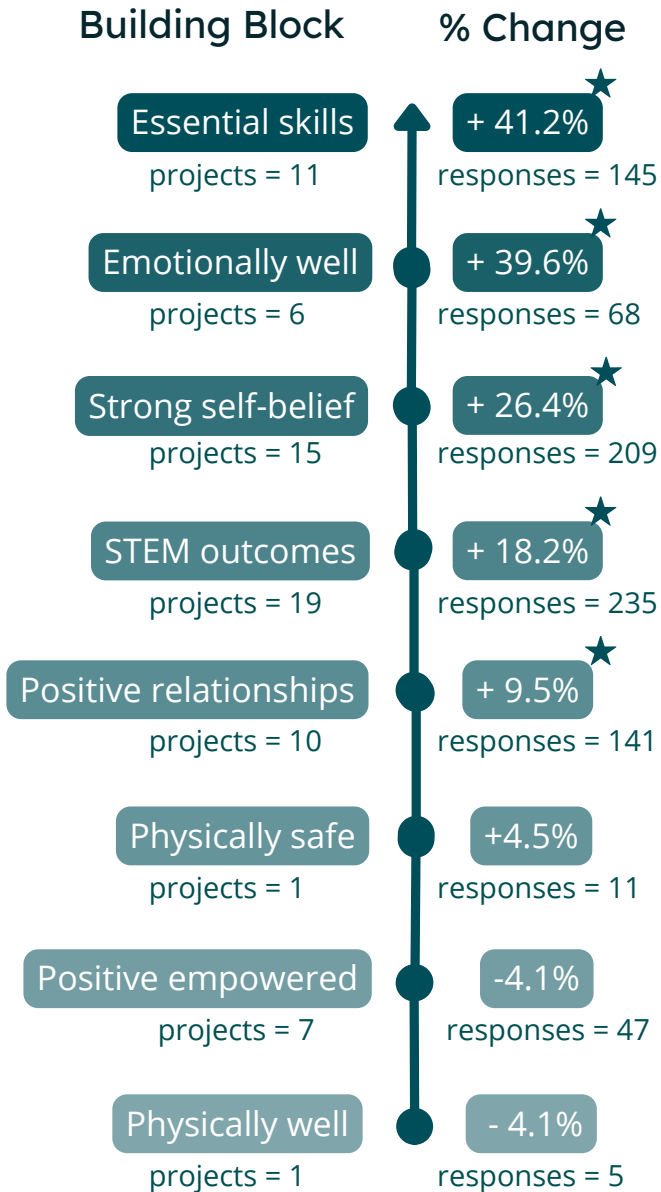 Building Block % Change
Essential skills + 41.2%
projects = 11 responses = 145
Emotionally well + 39.6%
projects = 6 responses = 68
Strong self-belief + 26.4%
projects = 15 responses = 209
STEM outcomes + 18.2%
projects = 19 responses = 235
Positive relationships + 9.5%
projects = 10 responses = 141
Physically safe +4.5%
projects = 1 responses = 11
Positive empowered -4.1%
projects = 7 responses = 47
Physically well - 4.1%
projects = 1 responses = 5